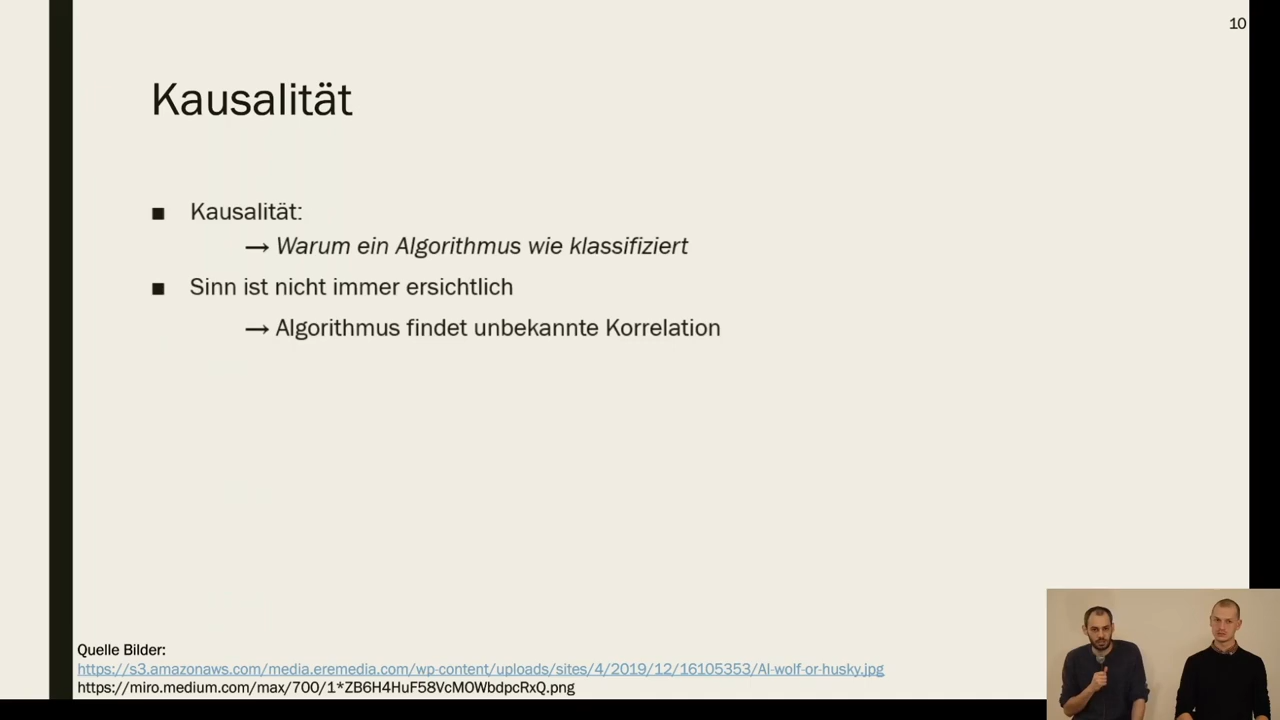 10
Kausalität
■ Kausalität:
→ Warum ein Algorithmus wie klassifiziert
■ Sinn ist nicht immer ersichtlich
→ Algorithmus findet unbekannte Korrelation
Quelle Bilder:
https://s3.amazonaws.com/media.eremedia.com/wp-content/uploads/sites/4/2019/12/16105353/AI-wolf-or-husky.jpg
https://miro.medium.com/max/700/1*ZB6H4HuF58VcMOWbdpcRxQ.png